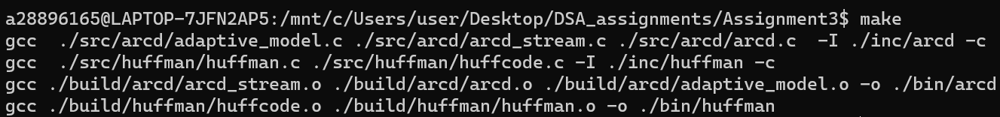 a28896165@LAPTOP-7JFN2AP5:/mnt/c/Users/user/Desktop/DSA_assignments/Assignment3$ make
gcc  ./src/arcd/adaptive_model.c ./src/arcd/arcd_stream.c ./src/arcd/arcd.c  -I ./inc/arcd -c
gcc  ./src/huffman/huffman.c ./src/huffman/huffcode.c -I ./inc/huffman -c
gcc ./build/arcd/arcd_stream.o ./build/arcd/arcd.o ./build/arcd/adaptive_model.o -o ./bin/arcd
gcc ./build/huffman/huffcode.o ./build/huffman/huffman.o -o ./bin/huffman